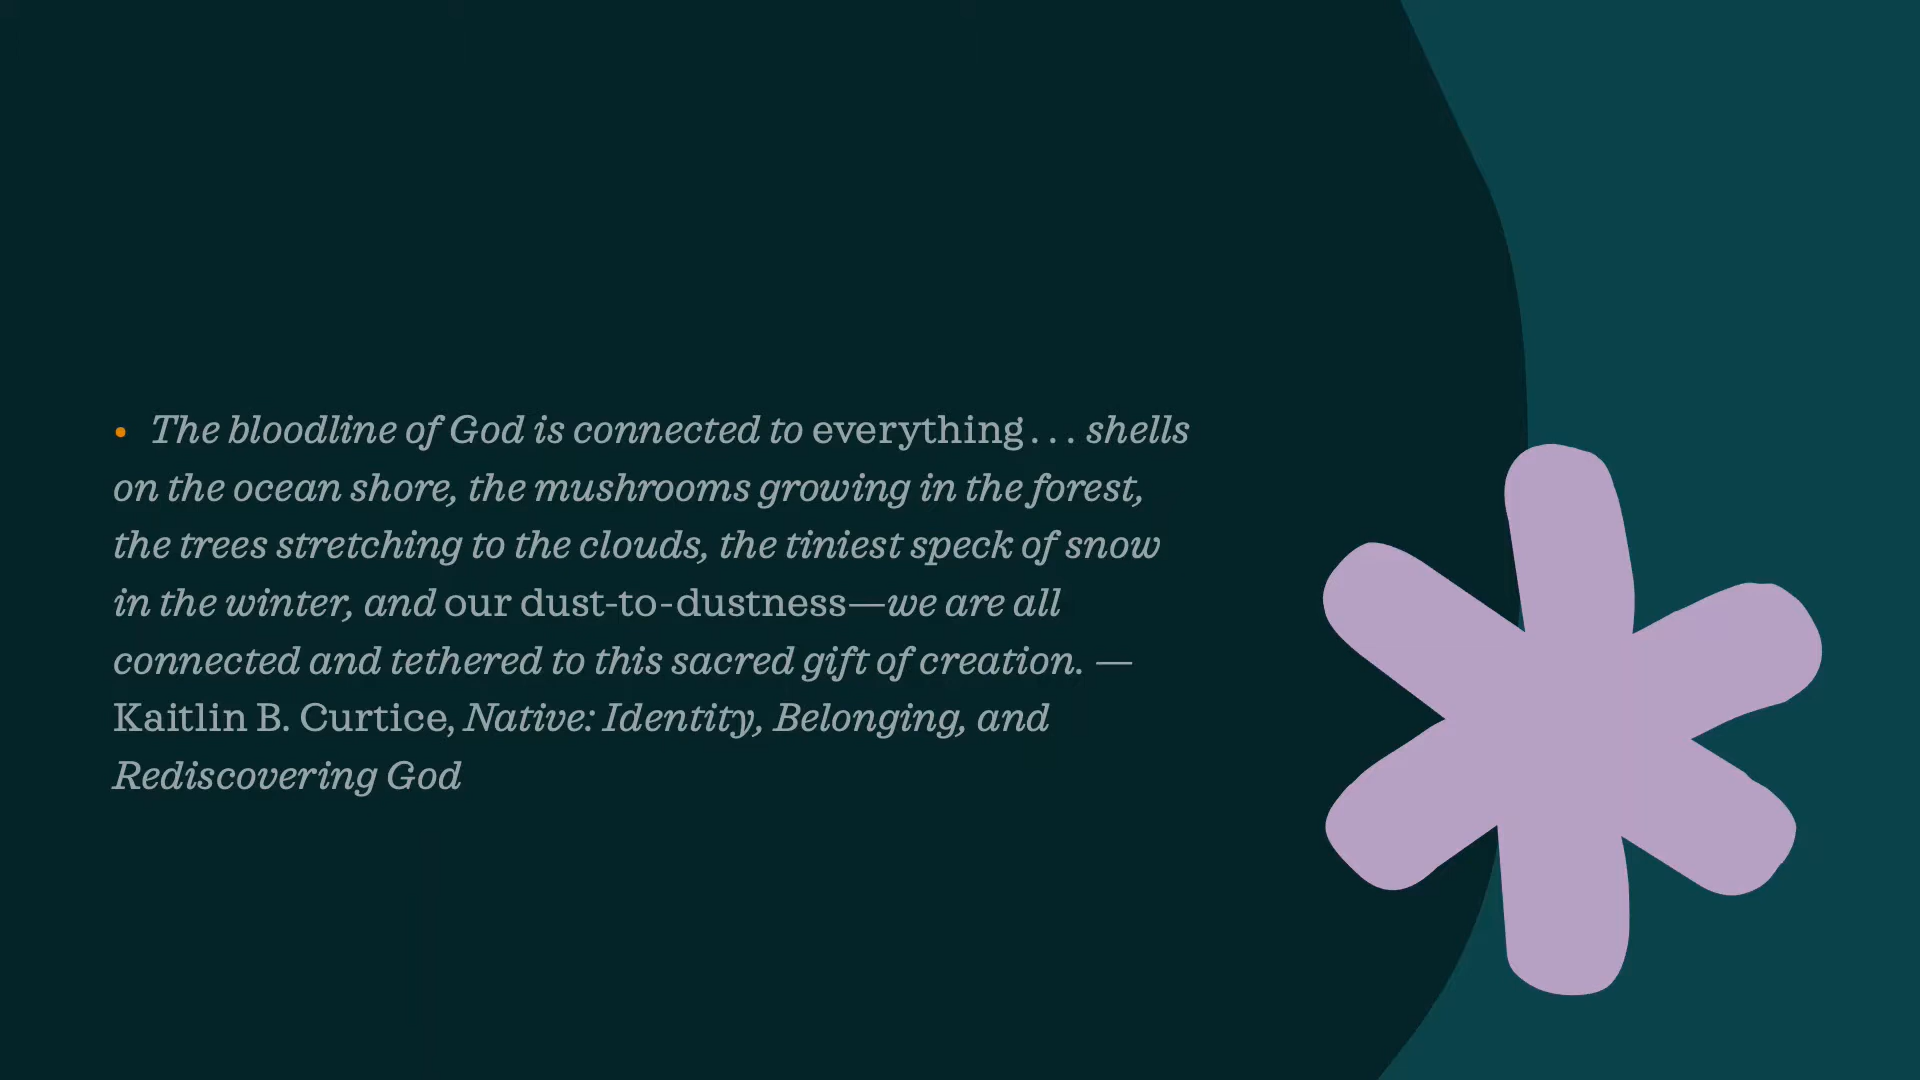 • The bloodline of God is connected to everything . . . shells
on the ocean shore, the mushrooms growing in the forest,
the trees stretching to the clouds, the tiniest speck of snow
in the winter, and our dust-to-dustness—we are all
connected and tethered to this sacred gift of creation. —
Kaitlin B. Curtice, Native: Identity, Belonging, and
Rediscovering God